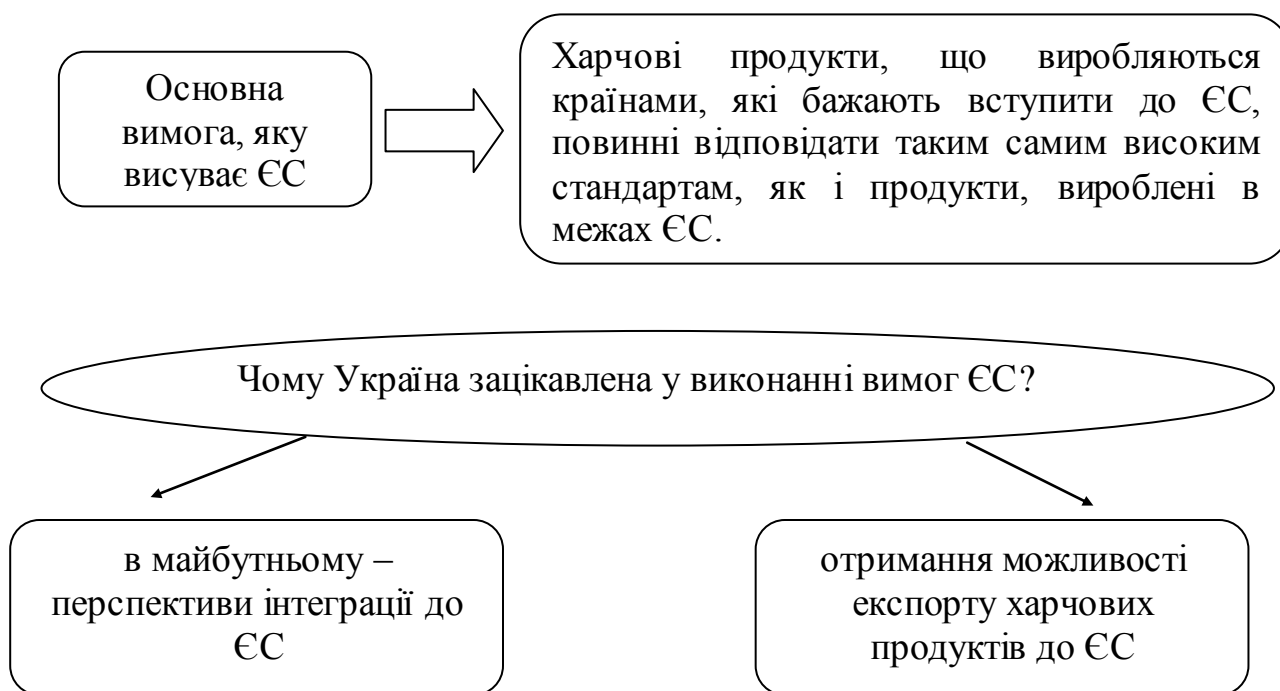 Основна
вимога, яку
висуває ЄС
Харчові продукти, що виробляються
країнами, які бажають вступити до ЄС,
повинні відповідати таким самим високим
стандартам, як і продукти, вироблені в
межах ЄС.
Чому Україна зацікавлена у виконанні вимог ЄС?
в майбутньому –
перспективи інтеграції до
ЄС
отримання можливості
експорту харчових
продуктів до ЄС